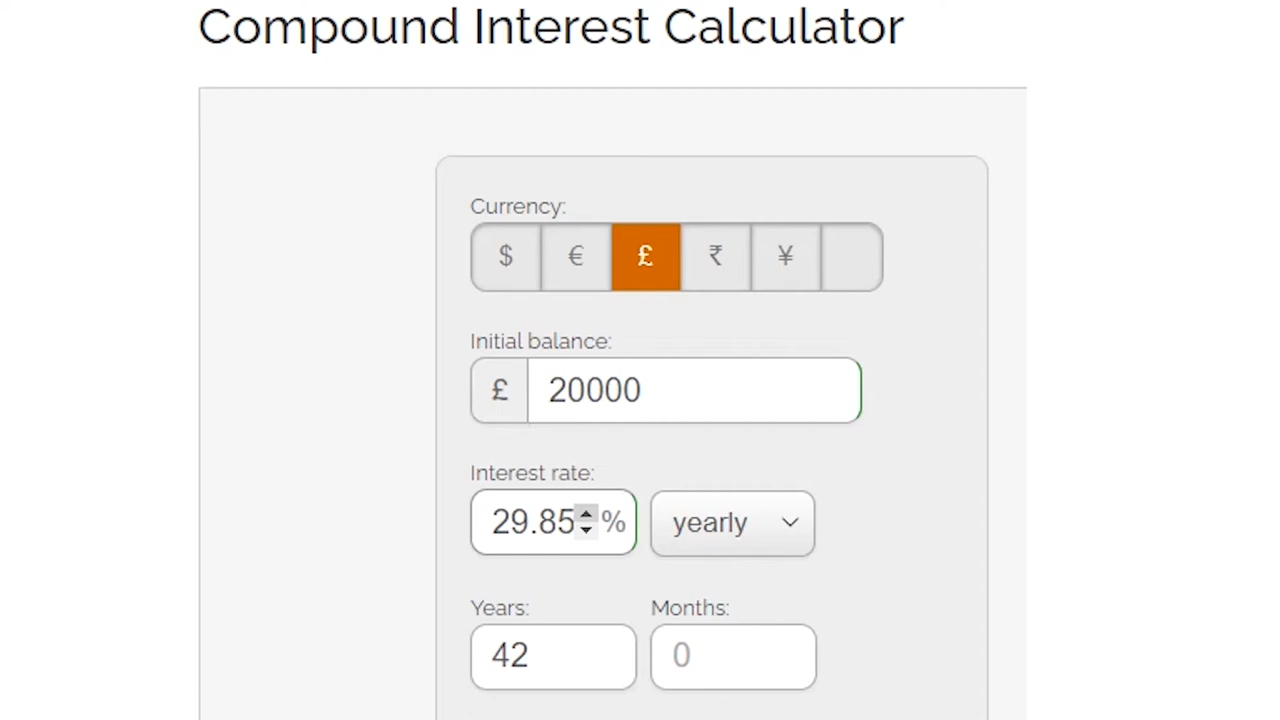 Compound Interest Calculator
Currency:
$ € £ ₹ ¥
Initial balance:
£ 20000
Interest rate:
29.85 % yearly
Years: Months:
42 0